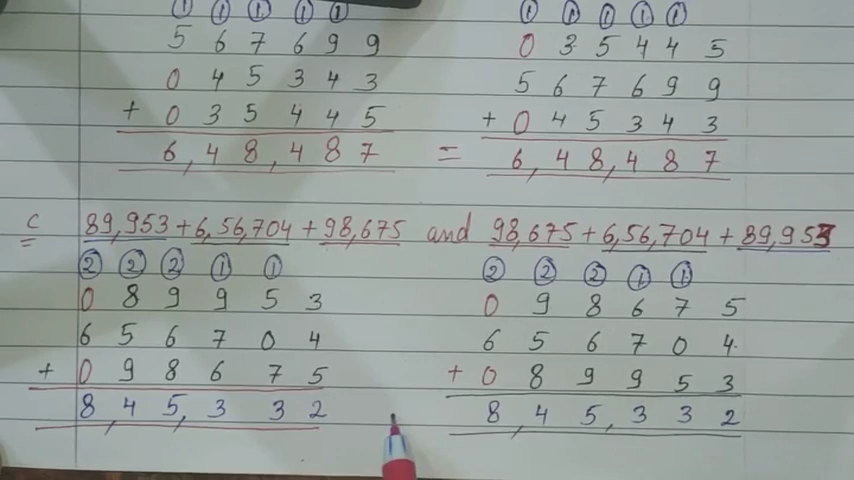 1 1 1 1 1 1 1 1 1 1
5 6 7 6 9 9 0 3 5 4 4 5
0 4 5 3 4 3 5 6 7 6 9 9
+ 0 3 5 4 4 5 + 0 4 5 3 4 3
6,4 8,4 8 7 = 6,4 8,4 8 7
C 89,953+6,56,704+98,675 and 98,675+6,56,704+89,953
2 2 2 1 1 2 2 2 1 1
0 8 9 9 5 3 0 9 8 6 7 5
6 5 6 7 0 4 6 5 6 7 0 4
+ 0 9 8 6 7 5 + 0 8 9 9 5 3
8,4 5,3 3 2 8,4 5,3 3 2